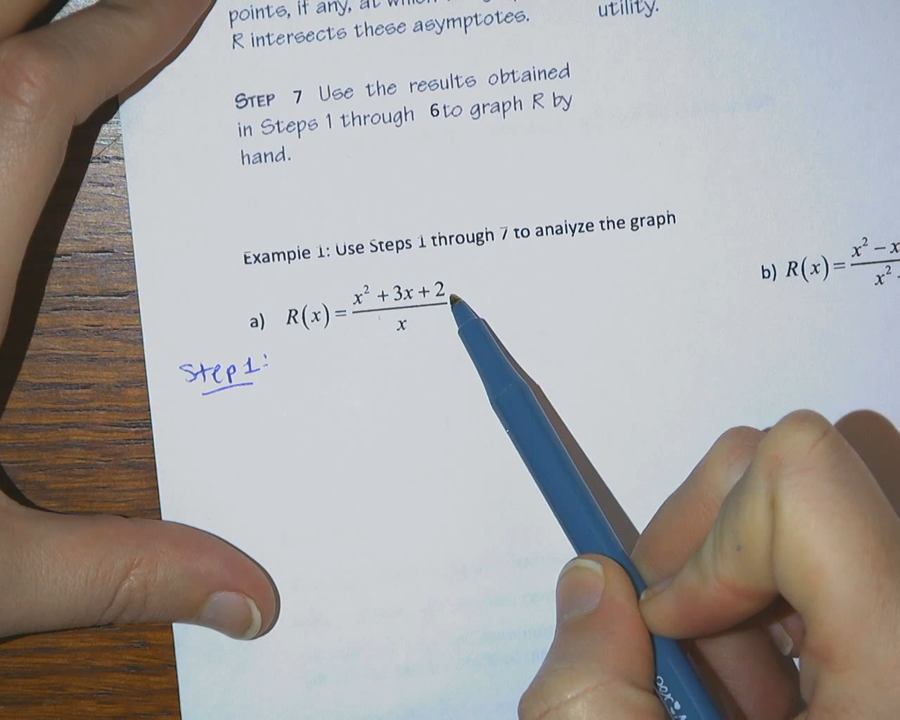 points, if any, at which
R intersects these asymptotes.
utility.
STEP 7 Use the results obtained
in Steps 1 through 6 to graph R by
hand.
Example 1: Use Steps 1 through 7 to analyze the graph
a) R(x) = (x² + 3x + 2) / x
b) R(x) = x² - x
x²
Step 1: